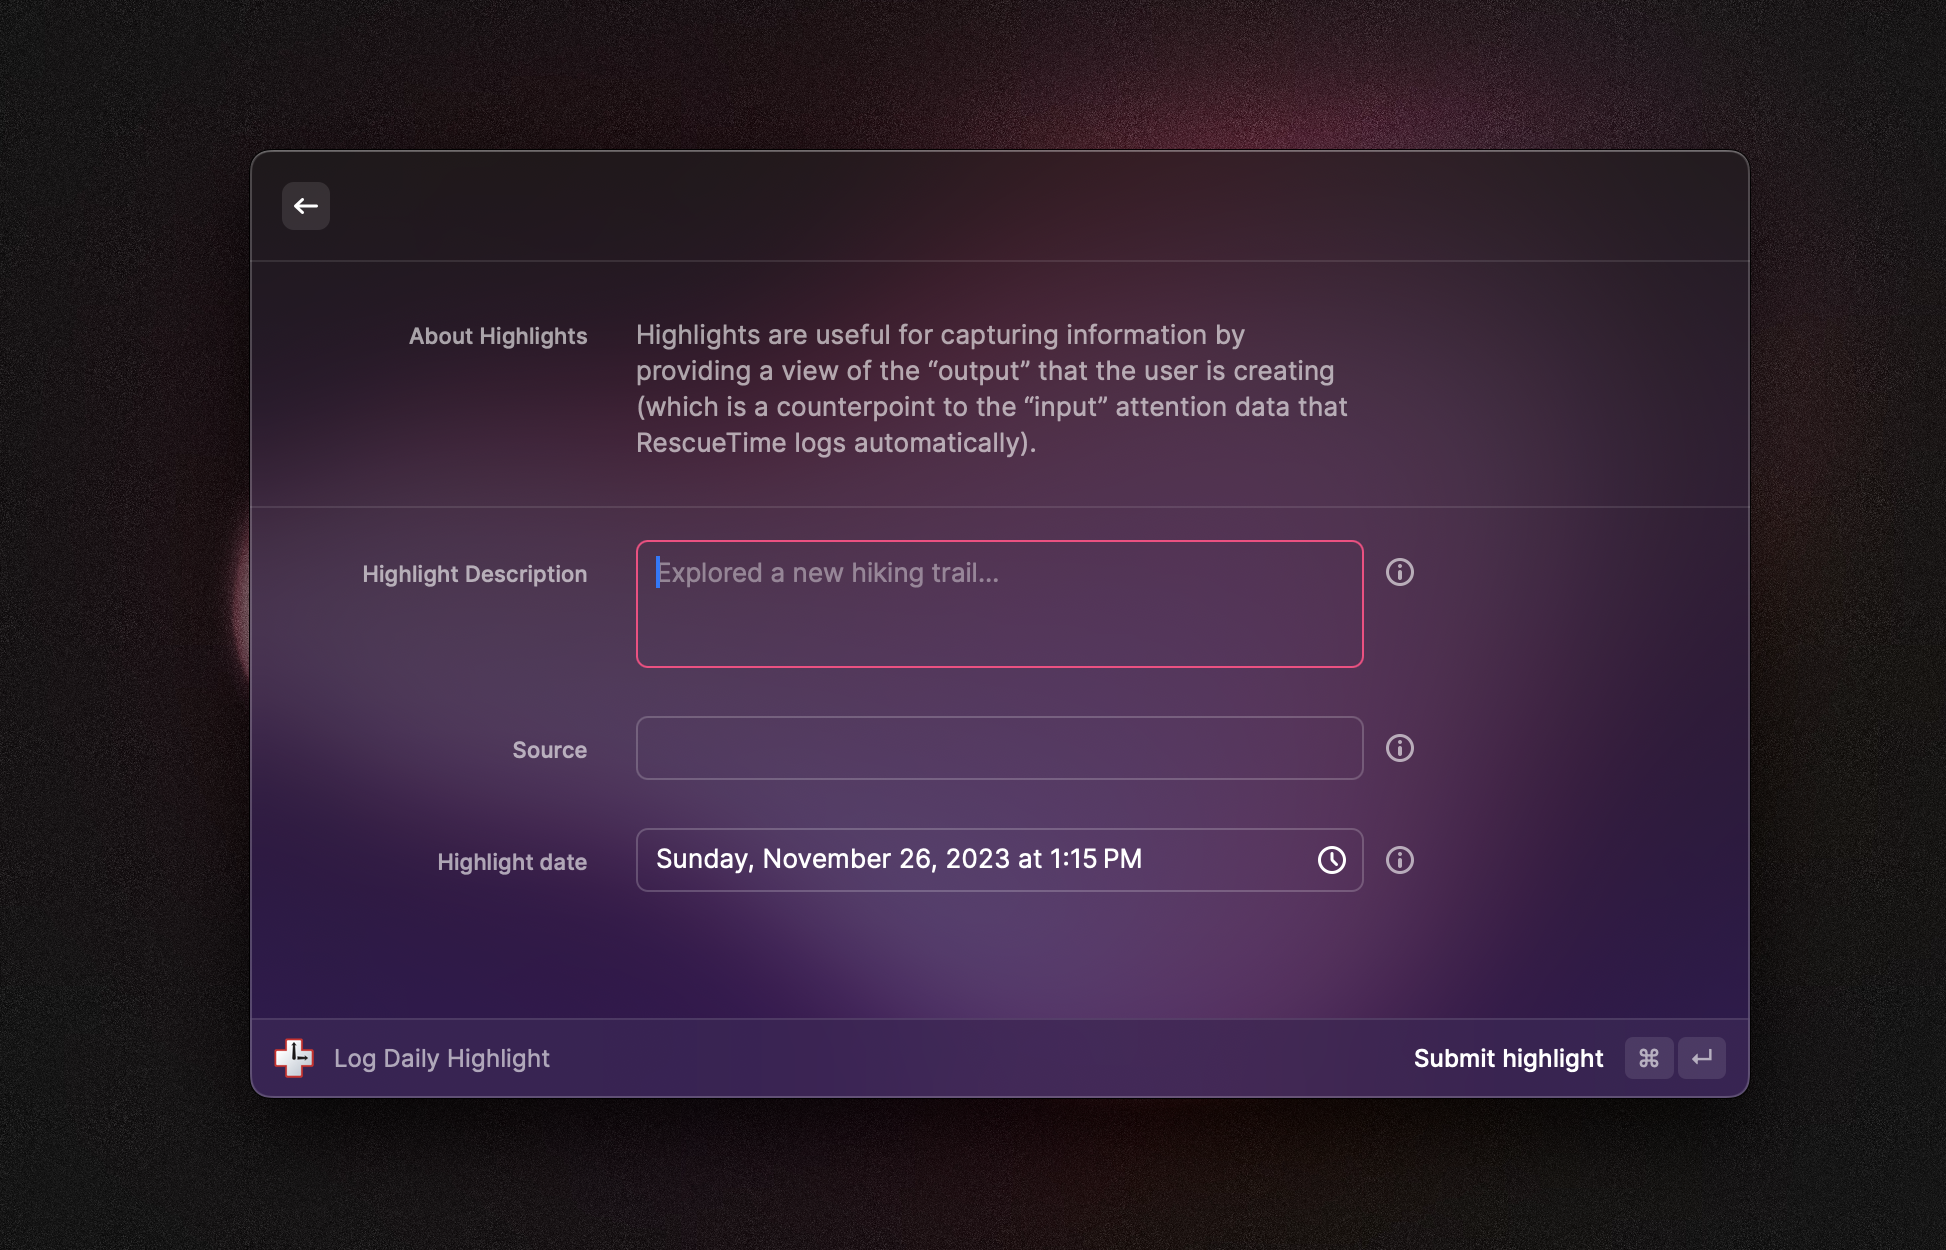 About Highlights
Highlights are useful for capturing information by
providing a view of the “output” that the user is creating
(which is a counterpoint to the “input” attention data that
RescueTime logs automatically).
Highlight Description
Explored a new hiking trail...
Source
Highlight date
Sunday, November 26, 2023 at 1:15 PM
Log Daily Highlight
Submit highlight ⌘ ↵